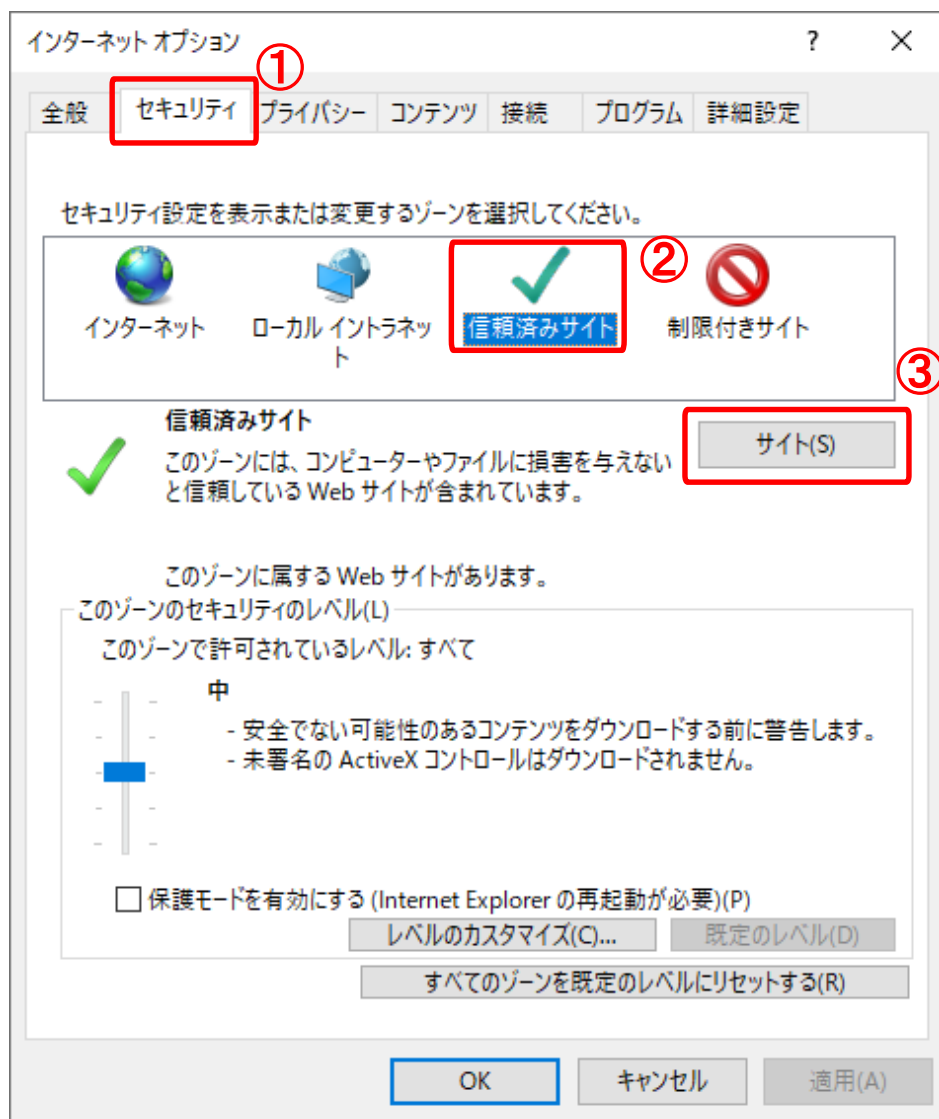 インターネット オプション ? ×
①
全般 セキュリティ プライバシー コンテンツ 接続 プログラム 詳細設定
セキュリティ設定を表示または変更するゾーンを選択してください。
②
インターネット ローカル イントラネッ 信頼済みサイト 制限付きサイト
ト
③
信頼済みサイト
サイト(S)
このゾーンには、コンピューターやファイルに損害を与えない
と信頼している Web サイトが含まれています。
このゾーンに属する Web サイトがあります。
このゾーンのセキュリティのレベル(L)
このゾーンで許可されているレベル: すべて
中
- 安全でない可能性のあるコンテンツをダウンロードする前に警告します。
- 未署名の ActiveX コントロールはダウンロードされません。
保護モードを有効にする (Internet Explorer の再起動が必要)(P)
レベルのカスタマイズ(C)... 既定のレベル(D)
すべてのゾーンを既定のレベルにリセットする(R)
OK キャンセル 適用(A)